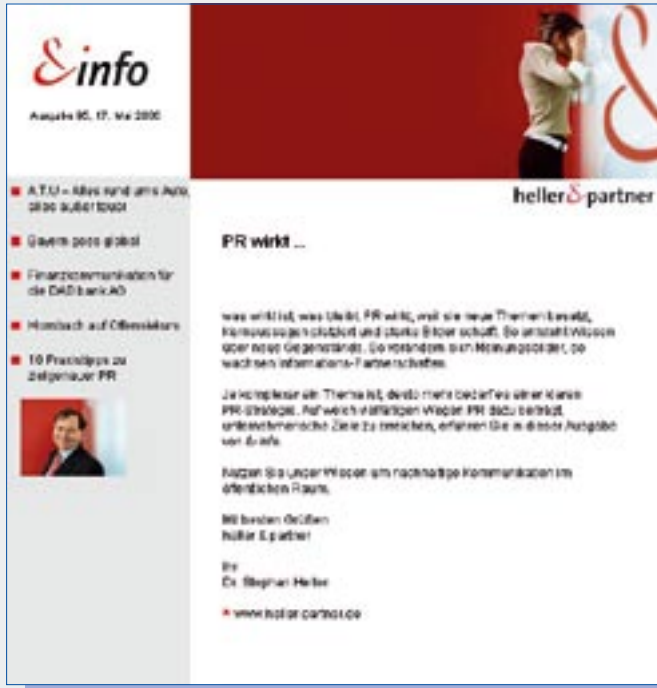 &info
Ausgabe 05, 17. Mai
A.T.U – Alles rund ums Auto,
alles außer teuer
Bayern goes global
Finanzkommunikation für
die DAB bank AG
Hornbach auf Offensivkurs
10 Praxistipps zu
zielgenauer PR
heller & partner
PR wirkt ...
was wirkt ist, was bleibt. PR wirkt, weil sie neue Themen besetzt,
Kernaussagen platziert und starke Bilder schafft. So entsteht Wissen
über neue Gegenstände. So verändern sich Meinungsbilder, so
wachsen Informations-Partnerschaften.
Je komplexer ein Thema ist, desto mehr bedarf es einer klaren
PR-Strategie. Auf welch vielfältigen Wegen PR dazu beiträgt,
unternehmerische Ziele zu erreichen, erfahren Sie in dieser Ausgabe
von &info.
Nutzen Sie unser Wissen um nachhaltige Kommunikation im
öffentlichen Raum.
Mit besten Grüßen
heller & partner
Ihr
Dr. Stephan Heller
www.heller-partner.de